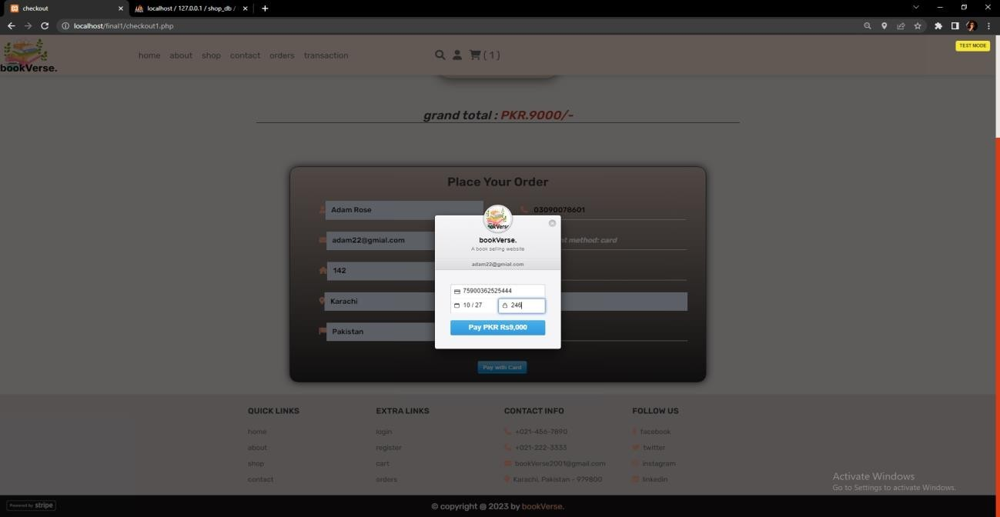 checkout
localhost / 127.0.0.1 / shop_db /
localhost/final1/checkout1.php
bookVerse.
home about shop contact orders transaction ( 1 )
TEST MODE
grand total : PKR.9000/-
Place Your Order
Adam Rose
03090078601
adam22@gmial.com
nt method: card
142
Karachi
Pakistan
bookVerse.
A book selling website
adam22@gmial.com
75900362525444
10 / 27 246
Pay PKR Rs9,000
Pay with Card
QUICK LINKS EXTRA LINKS CONTACT INFO FOLLOW US
home login +021-456-7890 facebook
about register +021-222-3333 twitter
shop cart bookVerse2001@gmail.com instagram
contact orders Karachi, Pakistan - 979800 linkedin
Activate Windows
Go to Settings to activate Windows.
Powered by stripe
© copyright @ 2023 by bookVerse.